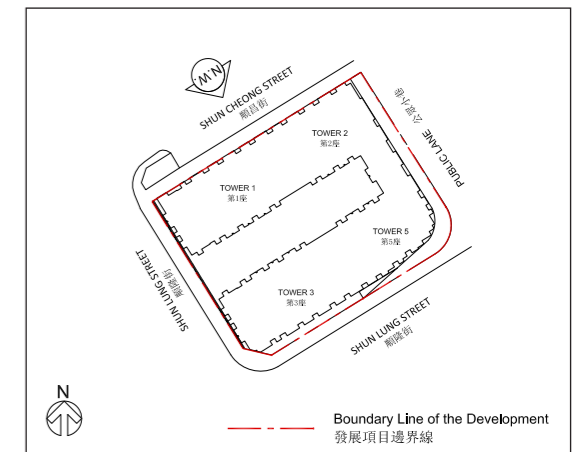 N.W.
SHUN CHEONG STREET
順昌街
PUBLIC LANE
公眾小巷
TOWER 2
第2座
TOWER 1
第1座
TOWER 5
第5座
TOWER 3
第3座
SHUN LUNG STREET
順隆街
SHUN LUNG STREET
順隆街
N
Boundary Line of the Development
發展項目邊界線